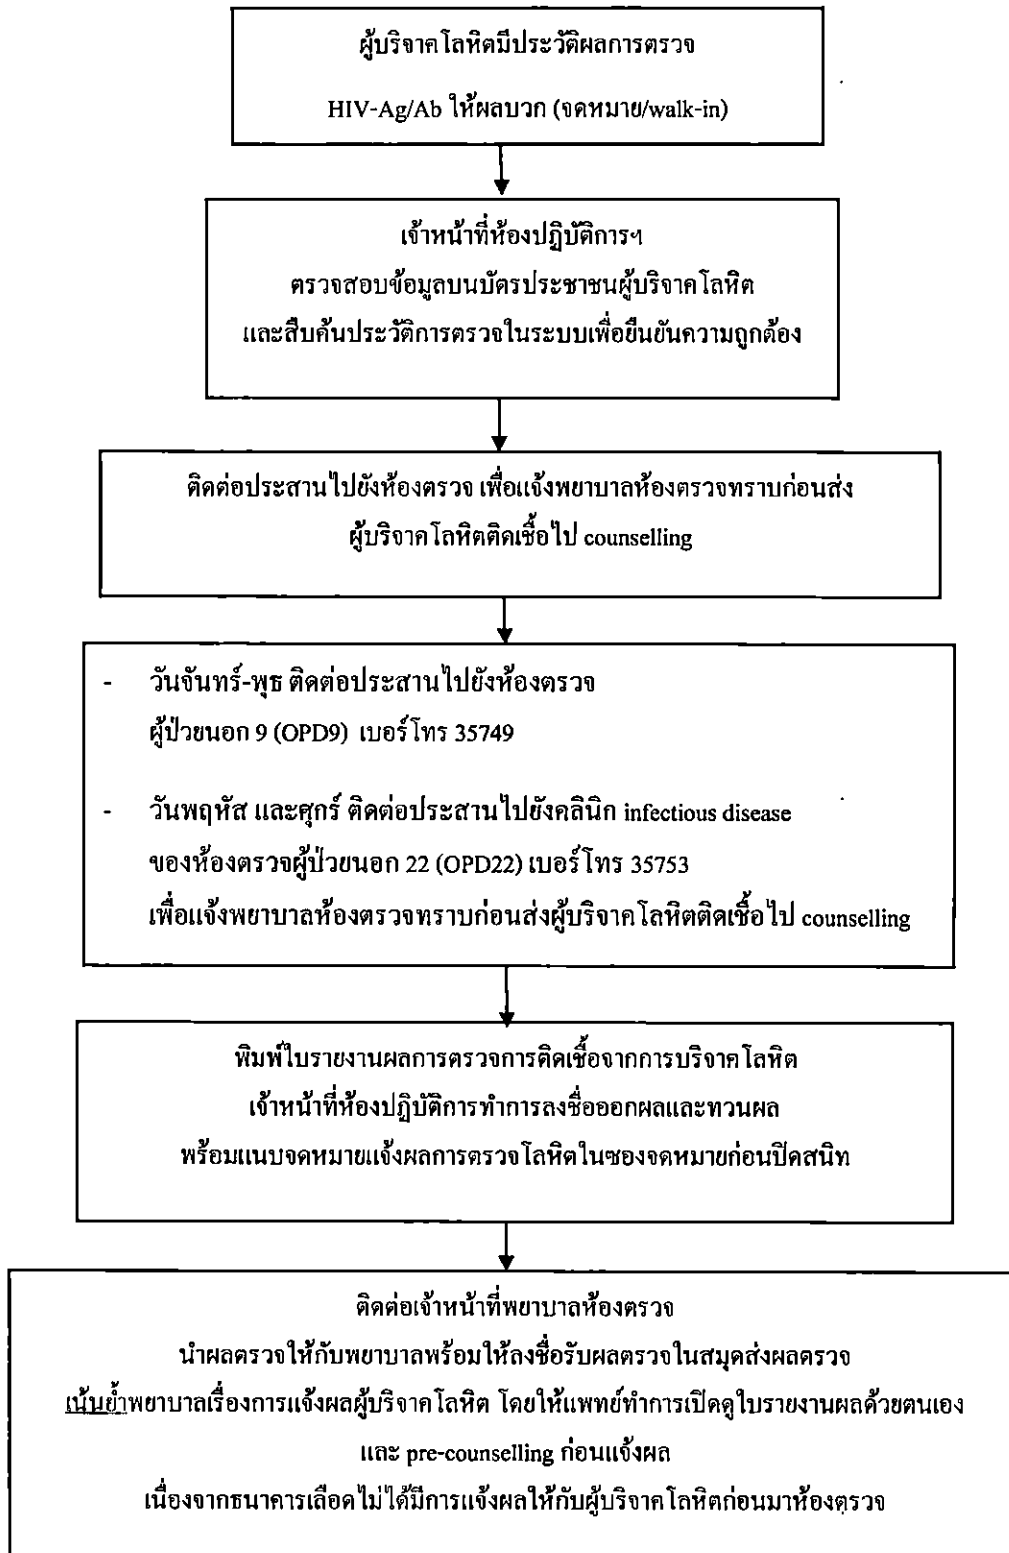 ผู้บริจาคโลหิตมีประวัติผลการตรวจ
HIV-Ag/Ab ให้ผลบวก (จดหมาย/walk-in)
เจ้าหน้าที่ห้องปฏิบัติการฯ
ตรวจสอบข้อมูลบนบัตรประชาชนผู้บริจาคโลหิต
และสืบค้นประวัติการตรวจในระบบเพื่อยืนยันความถูกต้อง
ติดต่อประสานไปยังห้องตรวจ เพื่อแจ้งพยาบาลห้องตรวจทราบก่อนส่ง
ผู้บริจาคโลหิตติดเชื้อไป counselling
- วันจันทร์-พุธ ติดต่อประสานไปยังห้องตรวจ
ผู้ป่วยนอก 9 (OPD9) เบอร์โทร 35749
- วันพฤหัส และศุกร์ ติดต่อประสานไปยังคลินิก infectious disease
ของห้องตรวจผู้ป่วยนอก 22 (OPD22) เบอร์โทร 35753
เพื่อแจ้งพยาบาลห้องตรวจทราบก่อนส่งผู้บริจาคโลหิตติดเชื้อไป counselling
พิมพ์ใบรายงานผลการตรวจการติดเชื้อจากการบริจาคโลหิต
เจ้าหน้าที่ห้องปฏิบัติการทำการลงชื่อออกผลและทวนผล
พร้อมแนบจดหมายแจ้งผลการตรวจโลหิตในซองจดหมายก่อนปิดสนิท
ติดต่อเจ้าหน้าที่พยาบาลห้องตรวจ
นำผลตรวจให้กับพยาบาลพร้อมให้ลงชื่อรับผลตรวจในสมุดส่งผลตรวจ
เน้นย้ำพยาบาลเรื่องการแจ้งผลผู้บริจาคโลหิต โดยให้แพทย์ทำการเปิดดูใบรายงานผลด้วยตนเอง
และ pre-counselling ก่อนแจ้งผล
เนื่องจากธนาคารเลือดไม่ได้มีการแจ้งผลให้กับผู้บริจาคโลหิตก่อนมาห้องตรวจ